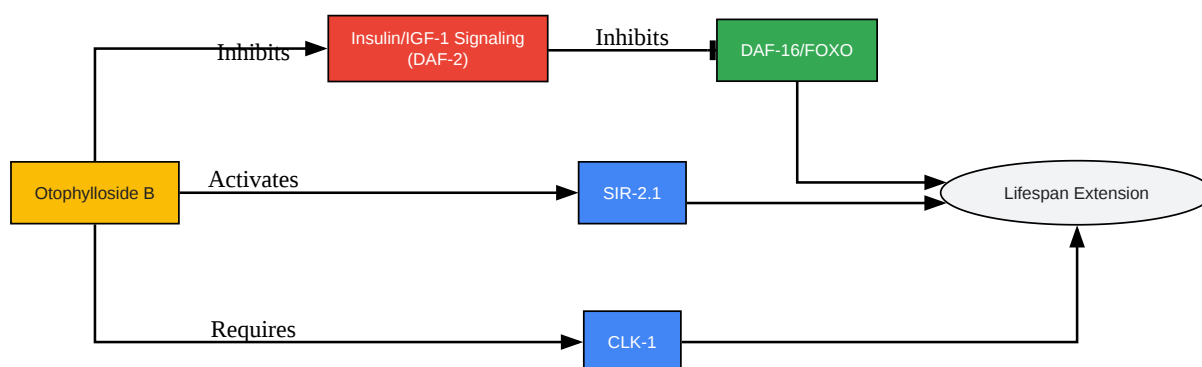 Insulin/IGF-1 Signaling
(DAF-2)
Inhibits
Inhibits
DAF-16/FOXO
Otophylloside B
Activates
SIR-2.1
Lifespan Extension
Requires
CLK-1